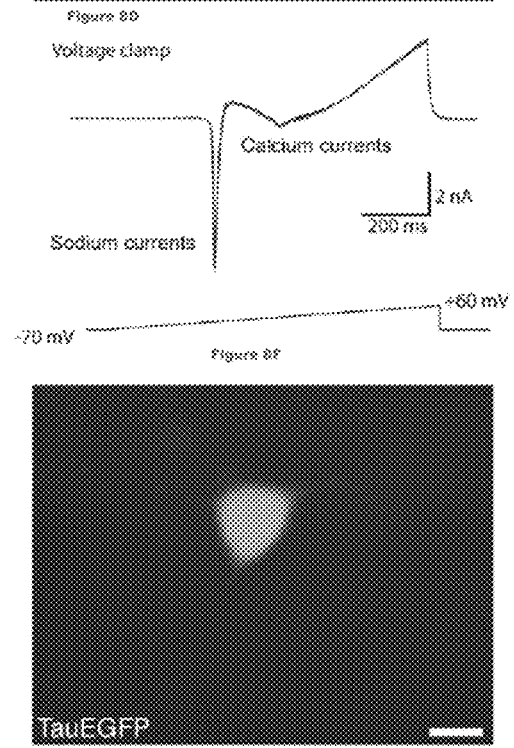 Figure 8D
Voltage clamp
Calcium currents
2 nA
200 ms
Sodium currents
+60 mV
-70 mV
Figure 8F
TauEGFP